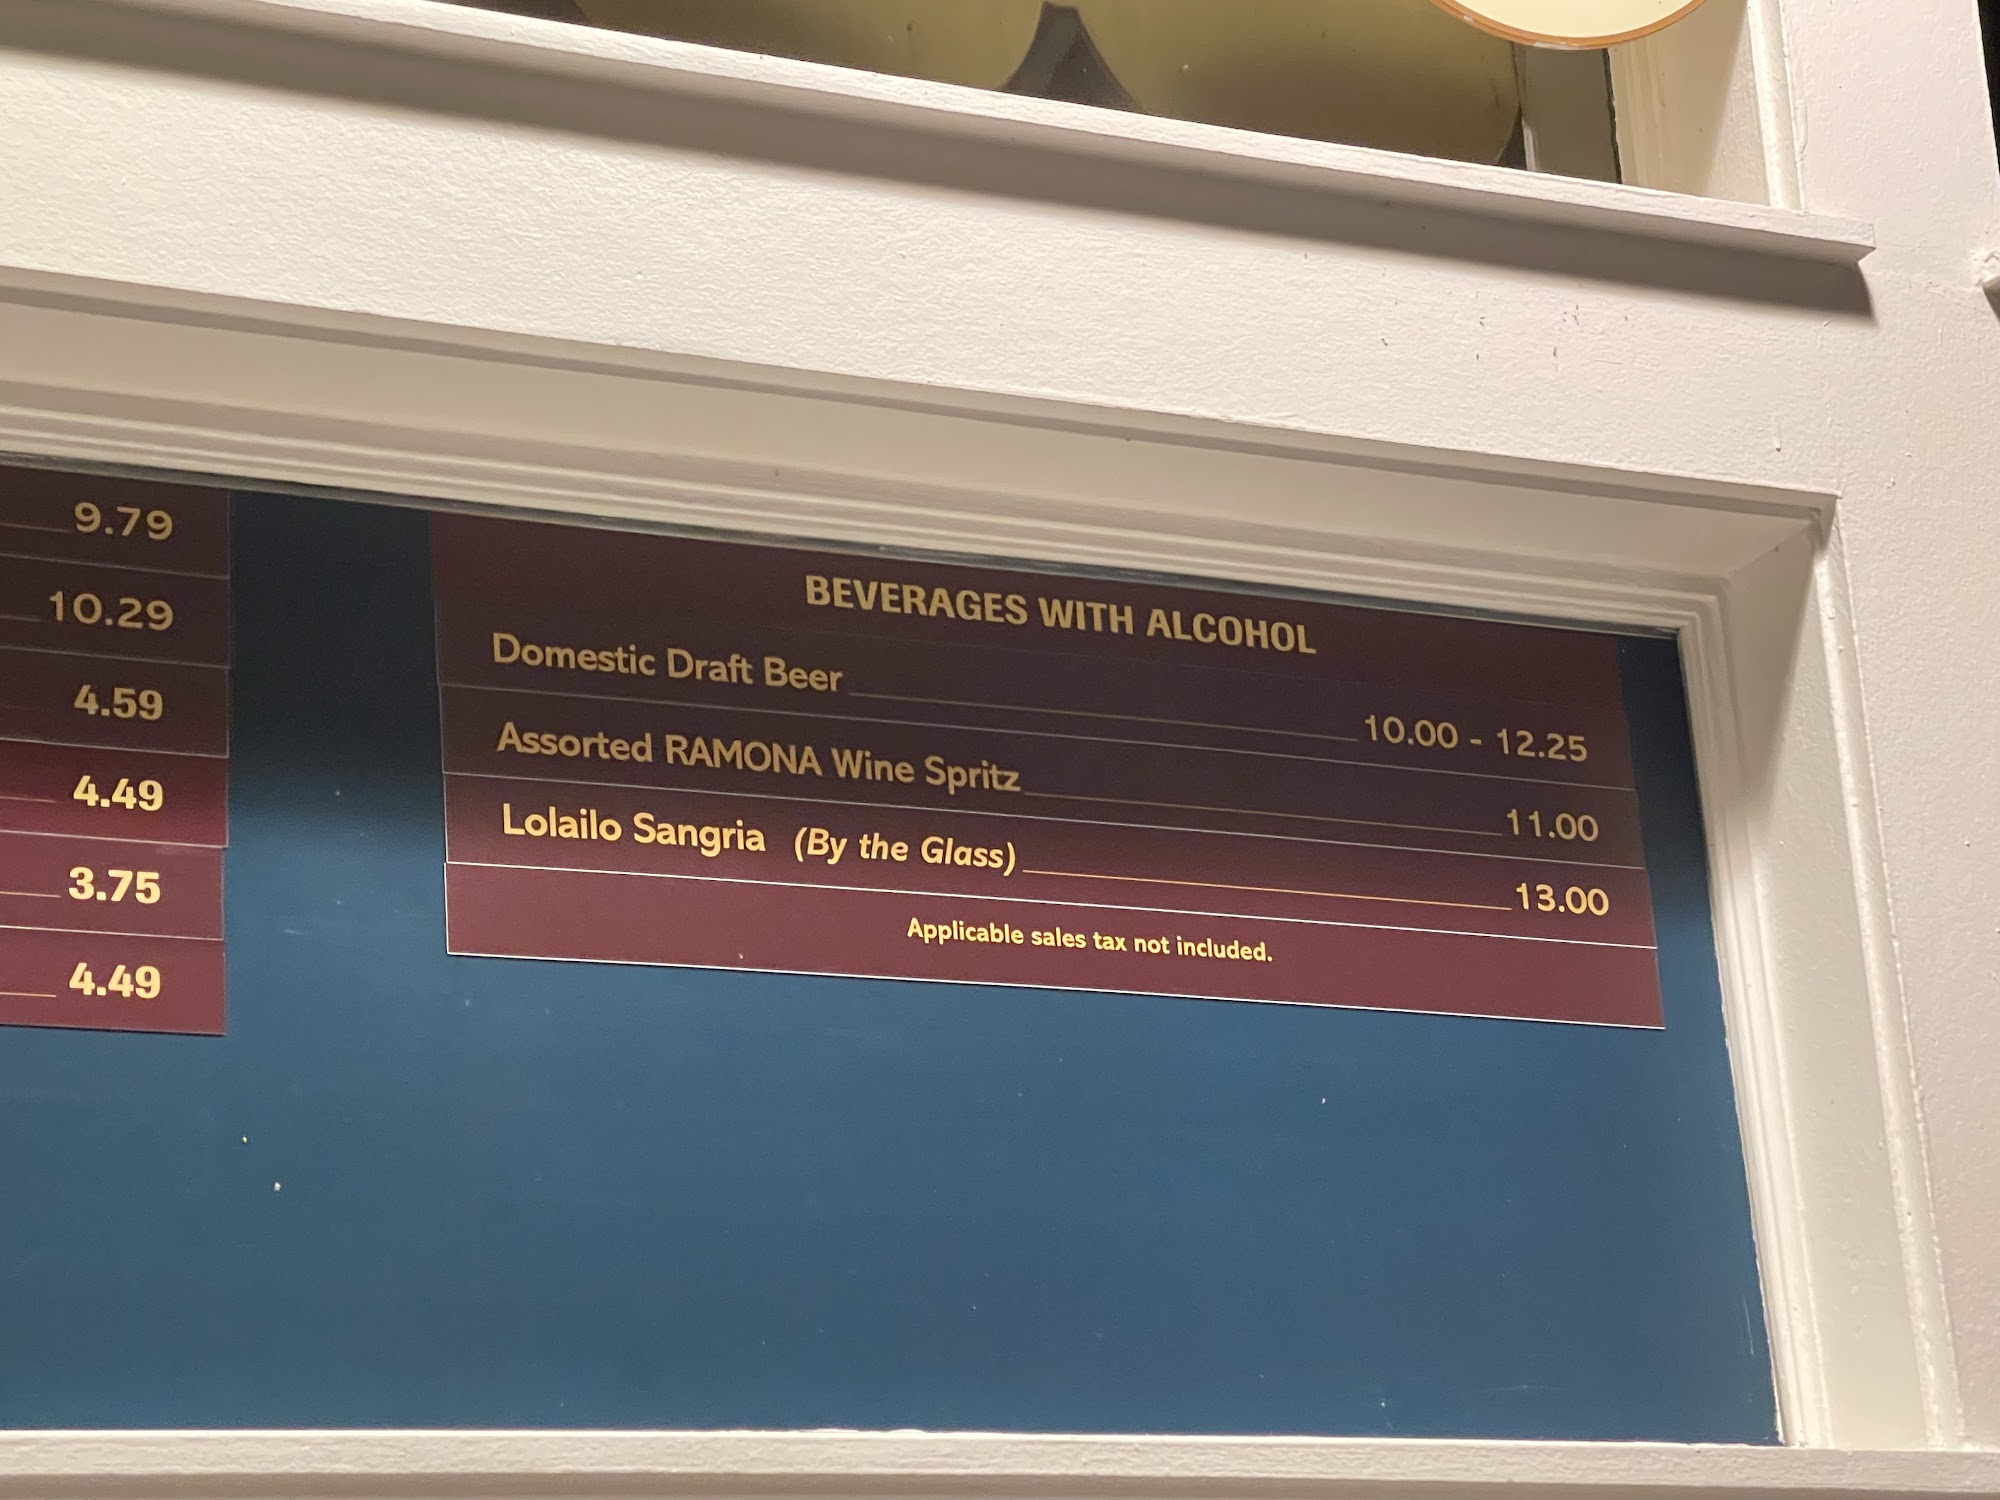 9.79
10.29
4.59
4.49
3.75
4.49
BEVERAGES WITH ALCOHOL
Domestic Draft Beer 10.00 - 12.25
Assorted RAMONA Wine Spritz 11.00
Lolailo Sangria (By the Glass) 13.00
Applicable sales tax not included.